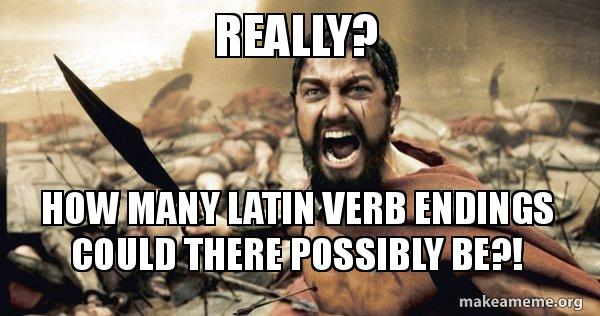 REALLY?
HOW MANY LATIN VERB ENDINGS
COULD THERE POSSIBLY BE?!
makeameme.org